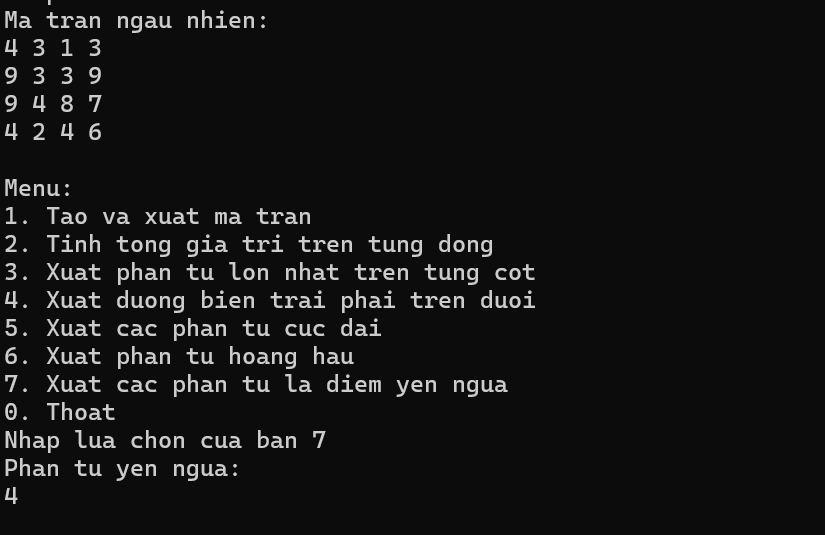 Ma tran ngau nhien:
4 3 1 3
9 3 3 9
9 4 8 7
4 2 4 6
Menu:
1. Tao va xuat ma tran
2. Tinh tong gia tri tren tung dong
3. Xuat phan tu lon nhat tren tung cot
4. Xuat duong bien trai phai tren duoi
5. Xuat cac phan tu cuc dai
6. Xuat phan tu hoang hau
7. Xuat cac phan tu la diem yen ngua
0. Thoat
Nhap lua chon cua ban 7
Phan tu yen ngua:
4